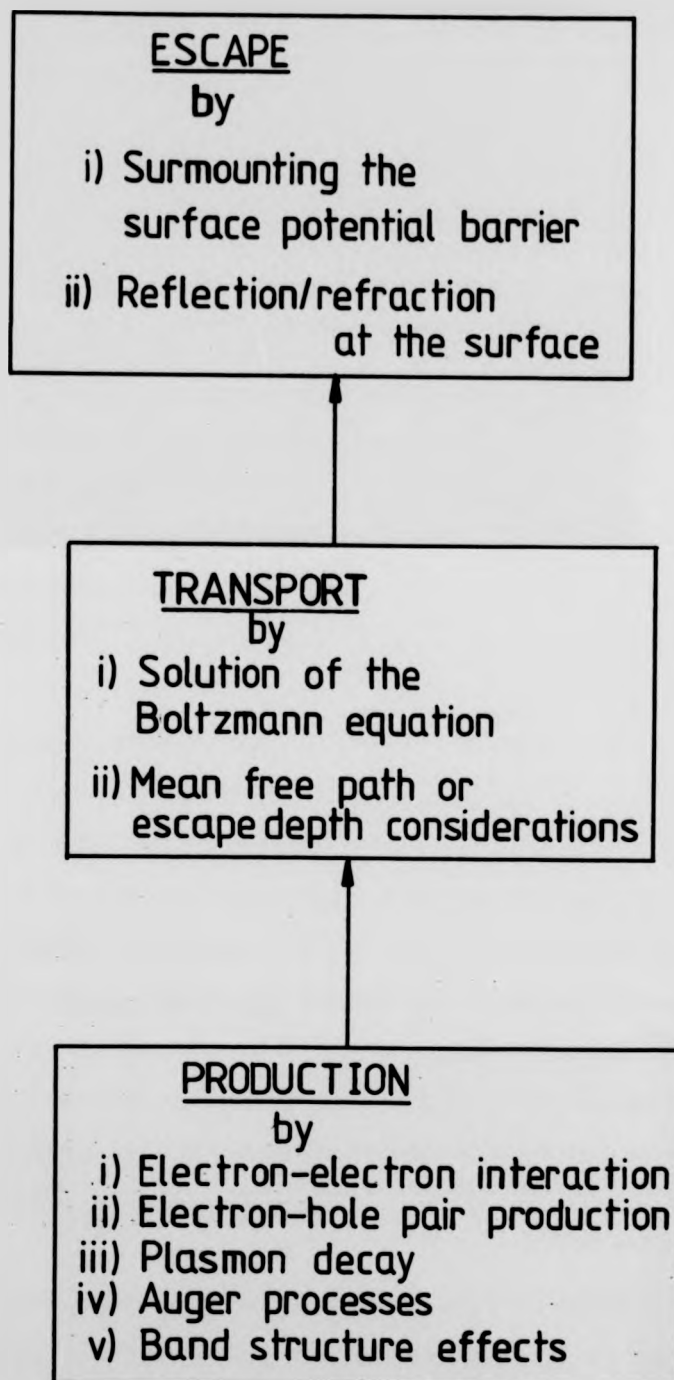 ESCAPE
by
i) Surmounting the
surface potential barrier
ii) Reflection/refraction
at the surface
TRANSPORT
by
i) Solution of the
Boltzmann equation
ii) Mean free path or
escape depth considerations
PRODUCTION
by
i) Electron-electron interaction
ii) Electron-hole pair production
iii) Plasmon decay
iv) Auger processes
v) Band structure effects